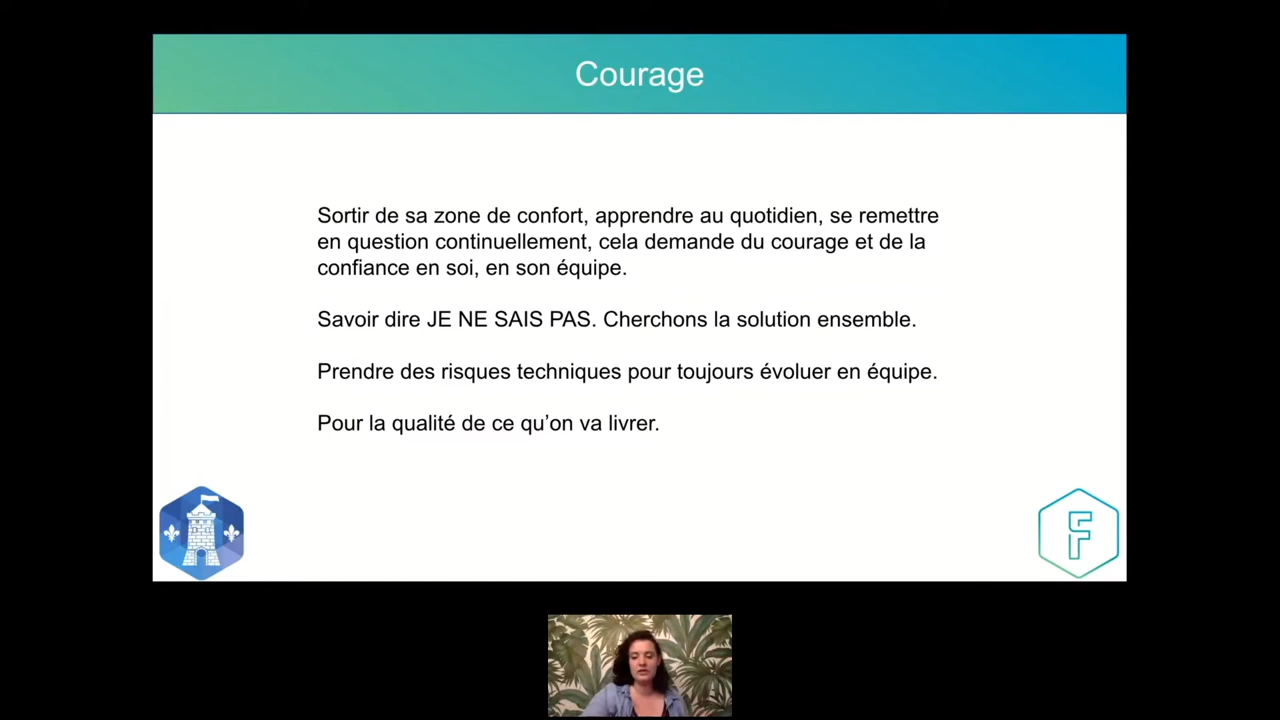 Courage
Sortir de sa zone de confort, apprendre au quotidien, se remettre
en question continuellement, cela demande du courage et de la
confiance en soi, en son équipe.
Savoir dire JE NE SAIS PAS. Cherchons la solution ensemble.
Prendre des risques techniques pour toujours évoluer en équipe.
Pour la qualité de ce qu’on va livrer.
F